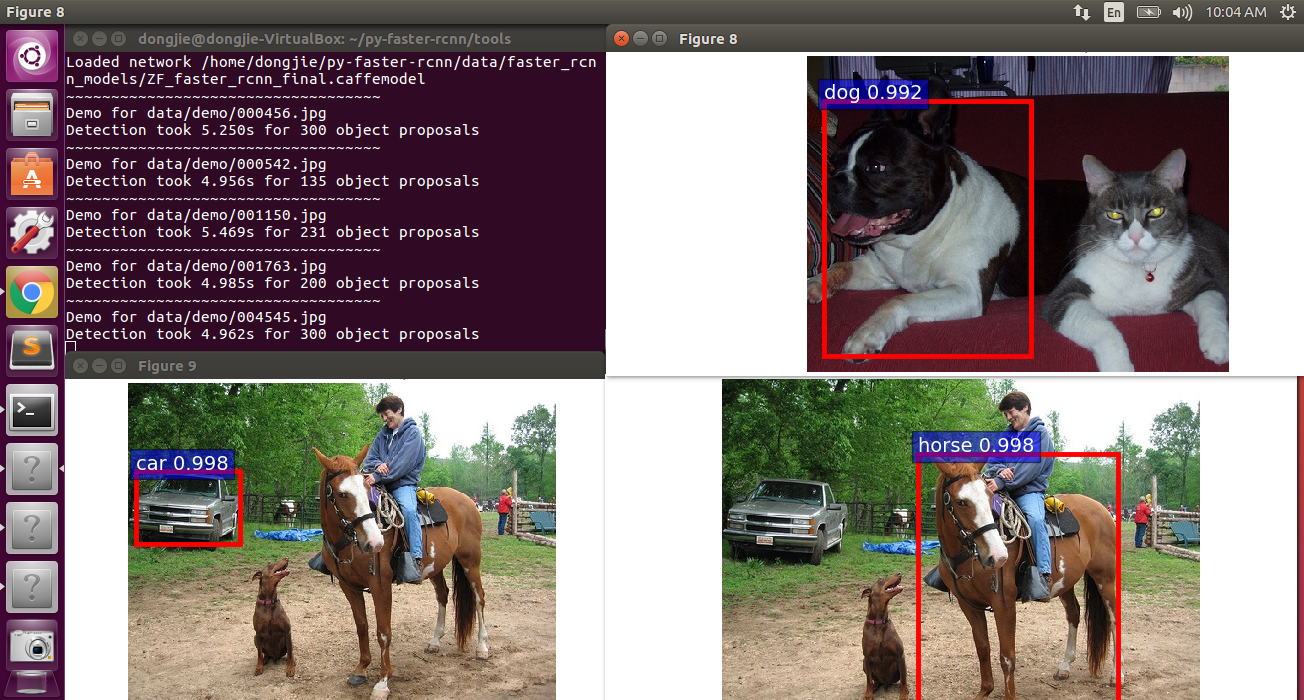 Figure 8
En
10:04 AM
dongjie@dongjie-VirtualBox: ~/py-faster-rcnn/tools
Loaded network /home/dongjie/py-faster-rcnn/data/faster_rcn
n_models/ZF_faster_rcnn_final.caffemodel
~~~~~~~~~~~~~~~~~~~~~~~~~~~~~~~~~~~
Demo for data/demo/000456.jpg
Detection took 5.250s for 300 object proposals
~~~~~~~~~~~~~~~~~~~~~~~~~~~~~~~~~~~
Demo for data/demo/000542.jpg
Detection took 4.956s for 135 object proposals
~~~~~~~~~~~~~~~~~~~~~~~~~~~~~~~~~~~
Demo for data/demo/001150.jpg
Detection took 5.469s for 231 object proposals
~~~~~~~~~~~~~~~~~~~~~~~~~~~~~~~~~~~
Demo for data/demo/001763.jpg
Detection took 4.985s for 200 object proposals
~~~~~~~~~~~~~~~~~~~~~~~~~~~~~~~~~~~
Demo for data/demo/004545.jpg
Detection took 4.962s for 300 object proposals
Figure 8
dog 0.992
Figure 9
car 0.998
horse 0.998